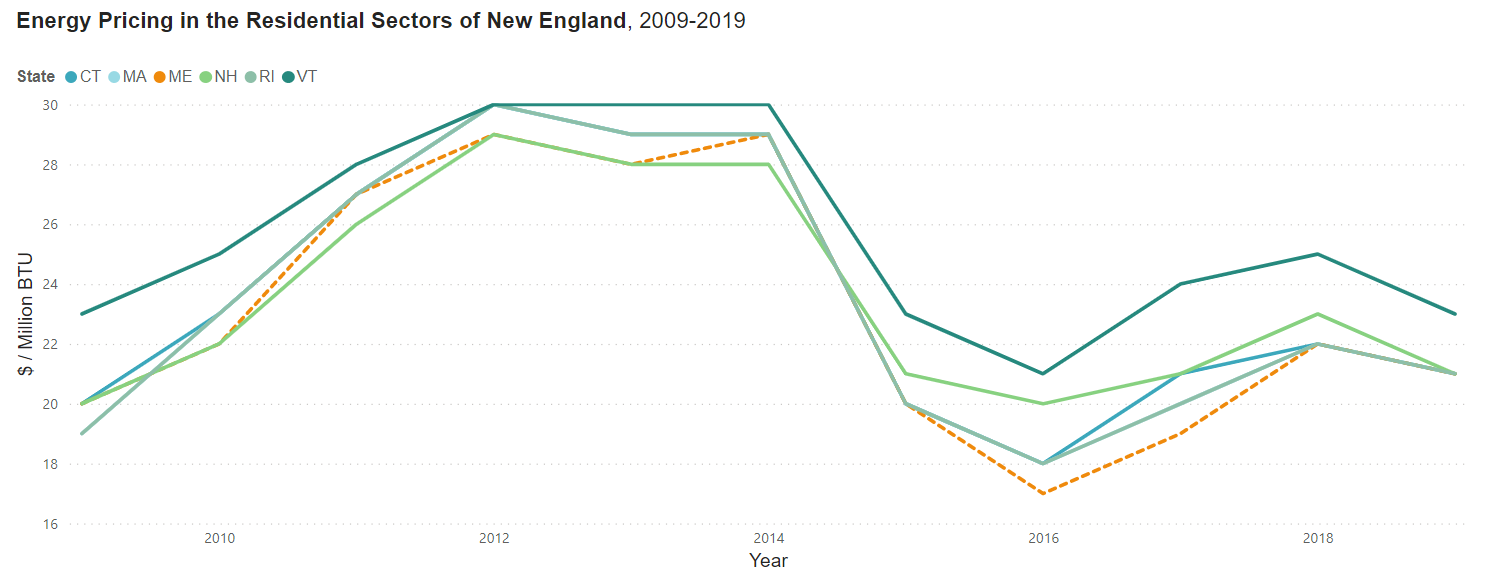 Energy Pricing in the Residential Sectors of New England, 2009-2019
State CT MA ME NH RI VT
30
28
26
24
22
20
18
16
$ / Million BTU
2010 2012 2014 2016 2018
Year